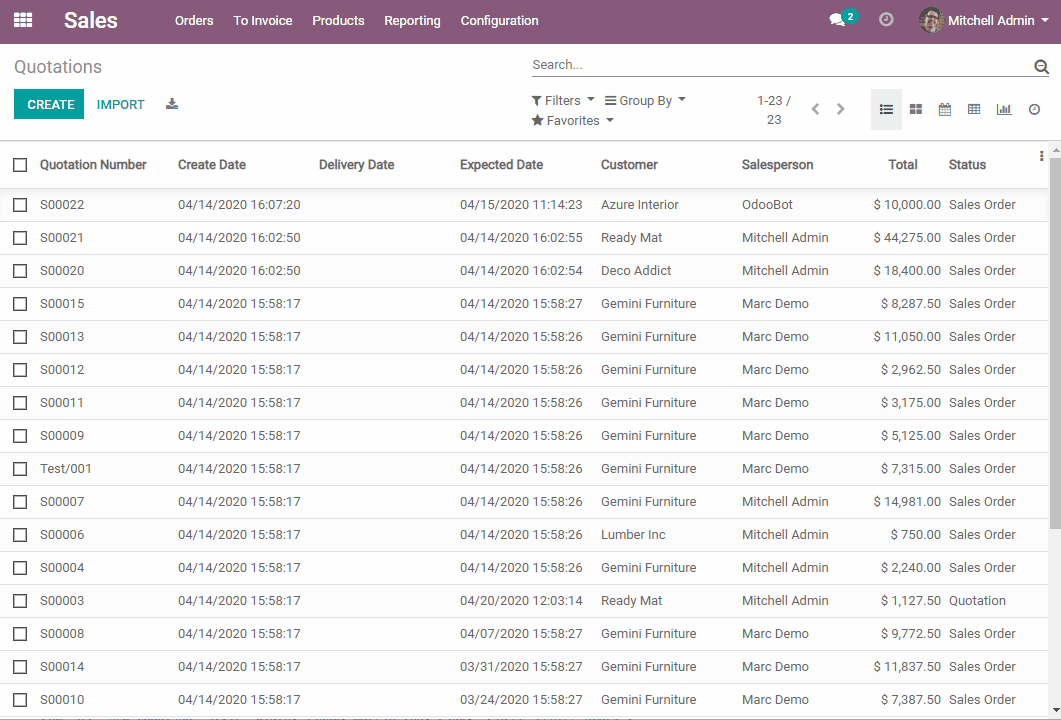 Sales Orders To Invoice Products Reporting Configuration 2 Mitchell Admin
Quotations Search...
CREATE IMPORT Filters Group By 1-23 /
Favorites 23
Quotation Number Create Date Delivery Date Expected Date Customer Salesperson Total Status
S00022 04/14/2020 16:07:20 04/15/2020 11:14:23 Azure Interior OdooBot $ 10,000.00 Sales Order
S00021 04/14/2020 16:02:50 04/14/2020 16:02:55 Ready Mat Mitchell Admin $ 44,275.00 Sales Order
S00020 04/14/2020 16:02:50 04/14/2020 16:02:54 Deco Addict Mitchell Admin $ 18,400.00 Sales Order
S00015 04/14/2020 15:58:17 04/14/2020 15:58:27 Gemini Furniture Marc Demo $ 8,287.50 Sales Order
S00013 04/14/2020 15:58:17 04/14/2020 15:58:26 Gemini Furniture Marc Demo $ 11,050.00 Sales Order
S00012 04/14/2020 15:58:17 04/14/2020 15:58:26 Gemini Furniture Marc Demo $ 2,962.50 Sales Order
S00011 04/14/2020 15:58:17 04/14/2020 15:58:26 Gemini Furniture Marc Demo $ 3,175.00 Sales Order
S00009 04/14/2020 15:58:17 04/14/2020 15:58:26 Gemini Furniture Marc Demo $ 5,125.00 Sales Order
Test/001 04/14/2020 15:58:17 04/14/2020 15:58:26 Gemini Furniture Marc Demo $ 7,315.00 Sales Order
S00007 04/14/2020 15:58:17 04/14/2020 15:58:26 Gemini Furniture Mitchell Admin $ 14,981.00 Sales Order
S00006 04/14/2020 15:58:17 04/14/2020 15:58:26 Lumber Inc Mitchell Admin $ 750.00 Sales Order
S00004 04/14/2020 15:58:17 04/14/2020 15:58:26 Gemini Furniture Mitchell Admin $ 2,240.00 Sales Order
S00003 04/14/2020 15:58:17 04/20/2020 12:03:14 Ready Mat Mitchell Admin $ 1,127.50 Quotation
S00008 04/14/2020 15:58:17 04/07/2020 15:58:27 Gemini Furniture Marc Demo $ 9,772.50 Sales Order
S00014 04/14/2020 15:58:17 03/31/2020 15:58:27 Gemini Furniture Marc Demo $ 11,837.50 Sales Order
S00010 04/14/2020 15:58:17 03/24/2020 15:58:27 Gemini Furniture Marc Demo $ 7,387.50 Sales Order